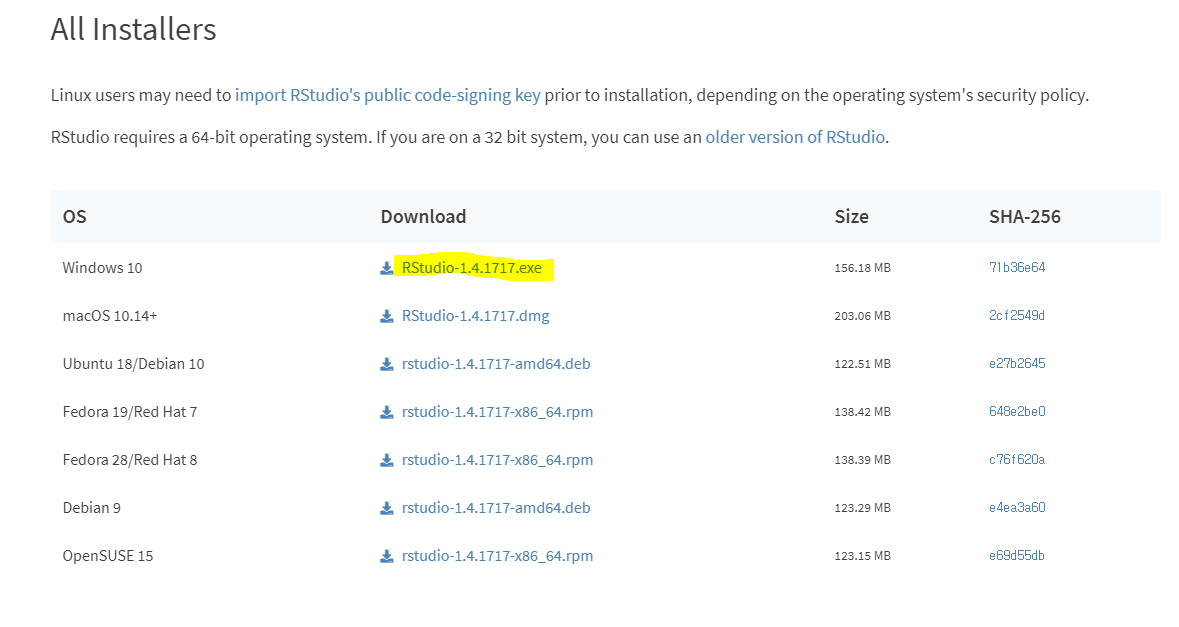 All Installers
Linux users may need to import RStudio's public code-signing key prior to installation, depending on the operating system's security policy.
RStudio requires a 64-bit operating system. If you are on a 32 bit system, you can use an older version of RStudio.
OS Download Size SHA-256
Windows 10 RStudio-1.4.1717.exe 156.18 MB 71b36e64
macOS 10.14+ RStudio-1.4.1717.dmg 203.06 MB 2cf2549d
Ubuntu 18/Debian 10 rstudio-1.4.1717-amd64.deb 122.51 MB e27b2645
Fedora 19/Red Hat 7 rstudio-1.4.1717-x86_64.rpm 138.42 MB 648e2be0
Fedora 28/Red Hat 8 rstudio-1.4.1717-x86_64.rpm 138.39 MB c76f620a
Debian 9 rstudio-1.4.1717-amd64.deb 123.29 MB e4ea3a60
OpenSUSE 15 rstudio-1.4.1717-x86_64.rpm 123.15 MB e69d55db